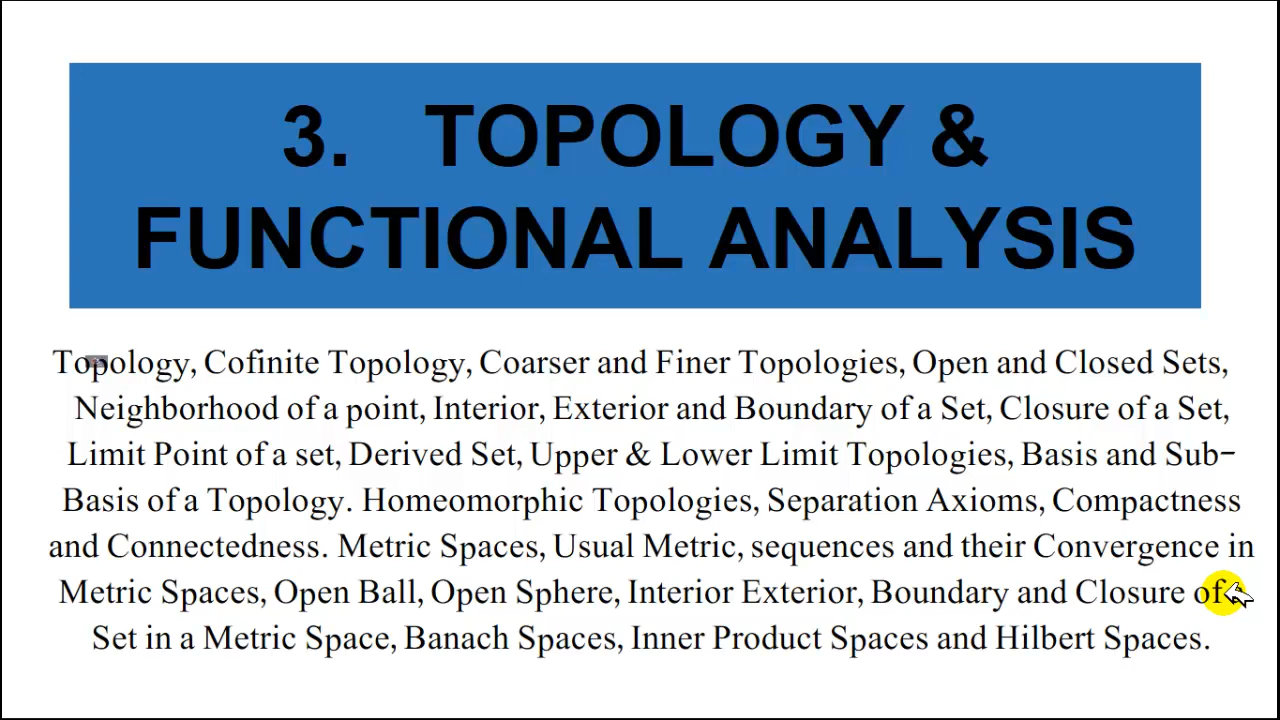 3. TOPOLOGY &
FUNCTIONAL ANALYSIS
Topology, Cofinite Topology, Coarser and Finer Topologies, Open and Closed Sets,
Neighborhood of a point, Interior, Exterior and Boundary of a Set, Closure of a Set,
Limit Point of a set, Derived Set, Upper & Lower Limit Topologies, Basis and Sub-
Basis of a Topology. Homeomorphic Topologies, Separation Axioms, Compactness
and Connectedness. Metric Spaces, Usual Metric, sequences and their Convergence in
Metric Spaces, Open Ball, Open Sphere, Interior Exterior, Boundary and Closure of
Set in a Metric Space, Banach Spaces, Inner Product Spaces and Hilbert Spaces.